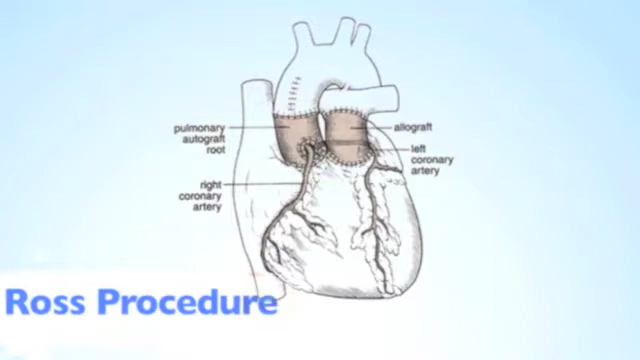 pulmonary
autograft
root
allograft
left
coronary
artery
right
coronary
artery
Ross Procedure